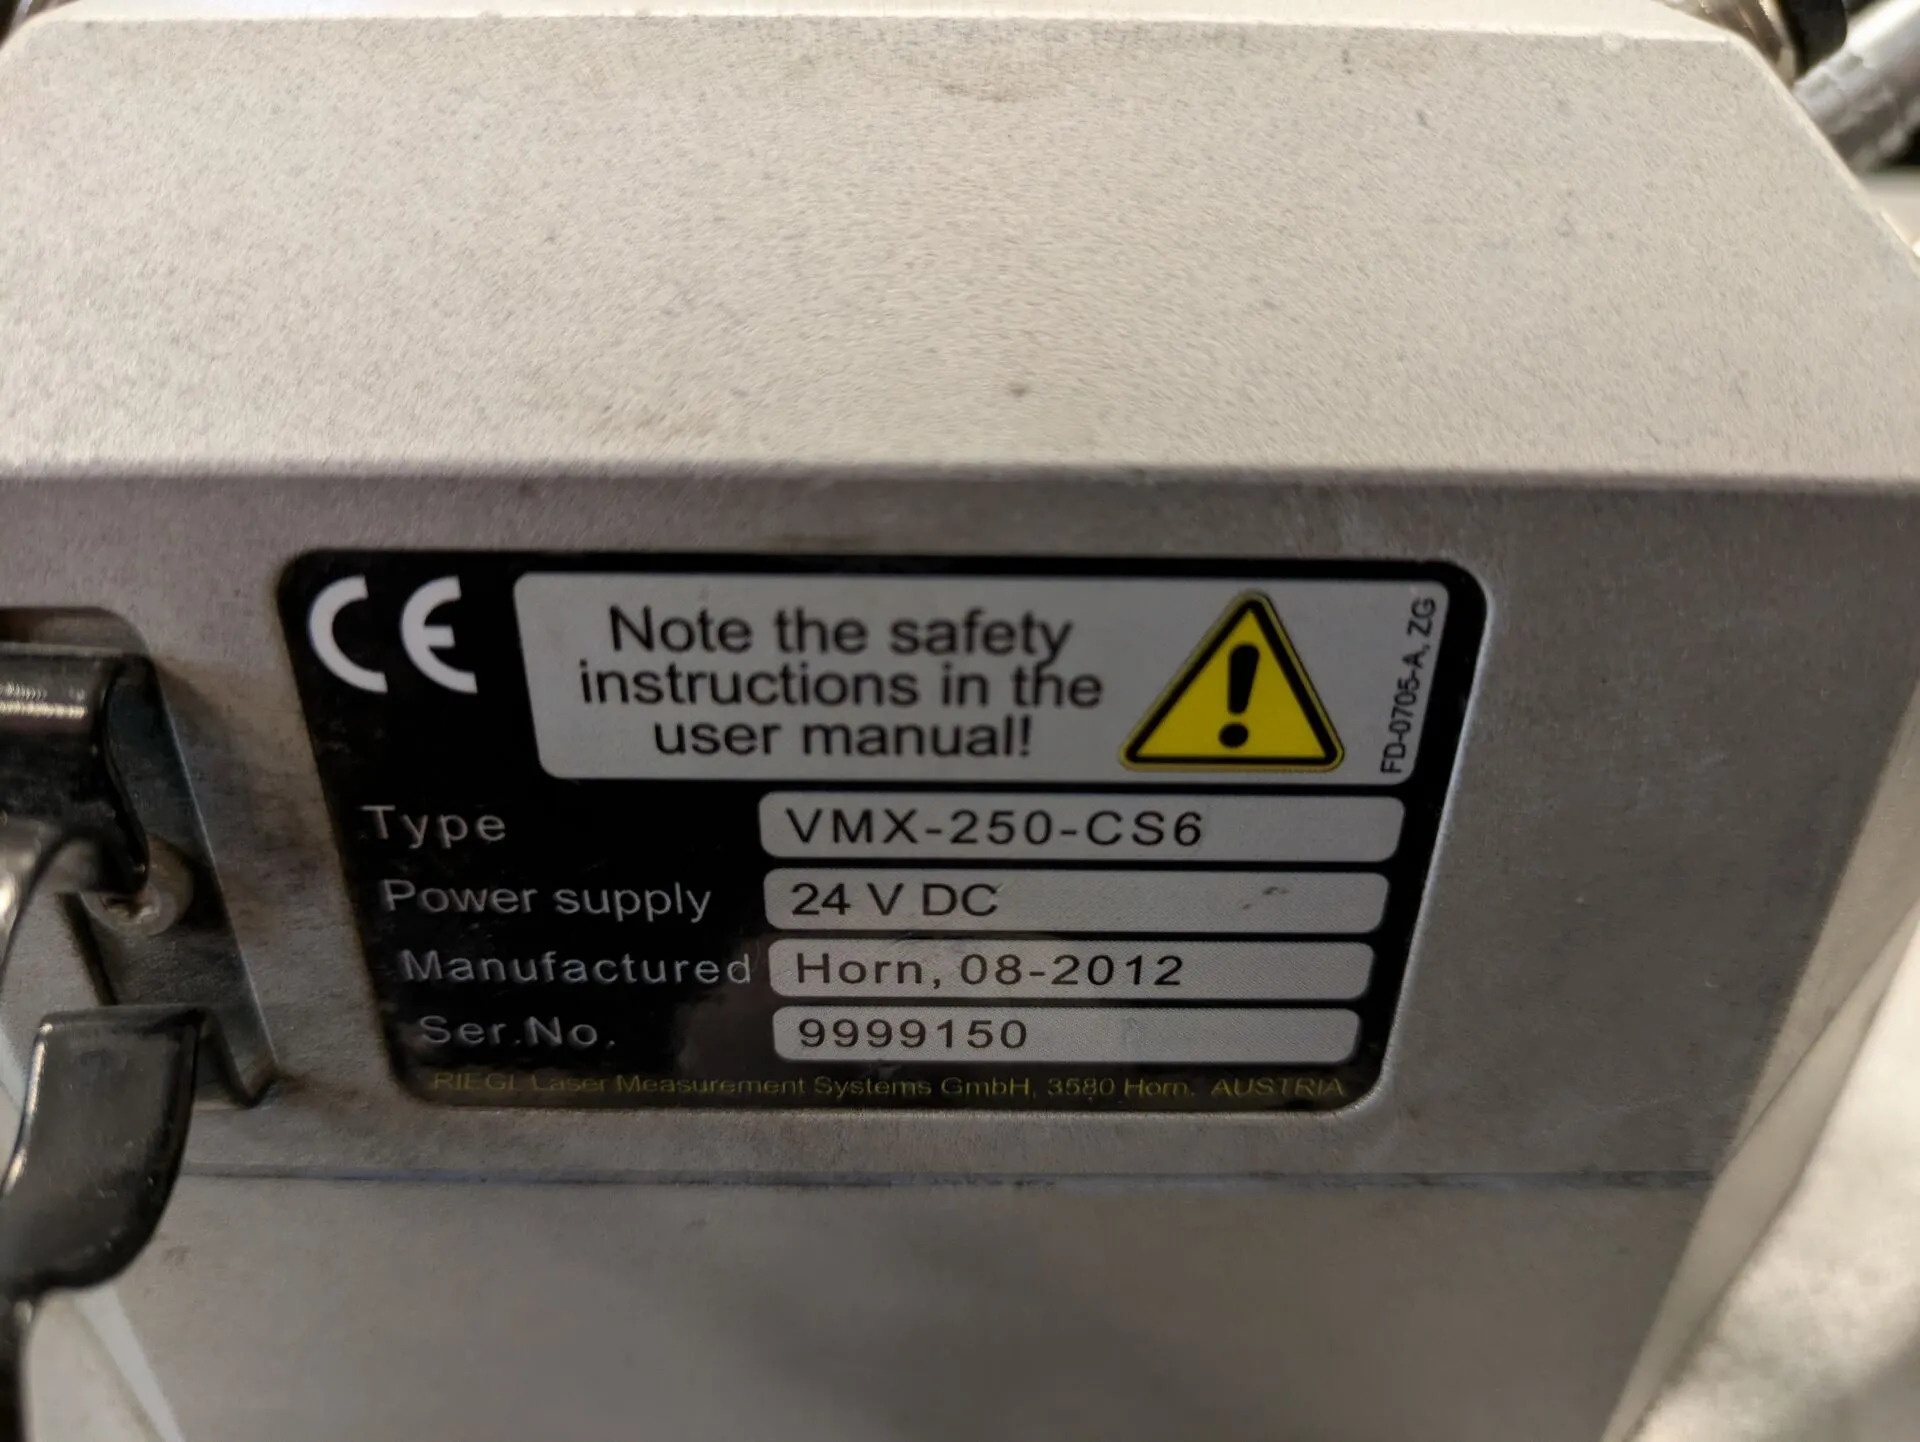 CE
Note the safety
instructions in the
user manual!
FD-0705-A, ZG
Type VMX-250-CS6
Power supply 24 V DC
Manufactured Horn, 08-2012
Ser.No. 9999150
RIEGL Laser Measurement Systems GmbH, 3580 Horn, AUSTRIA